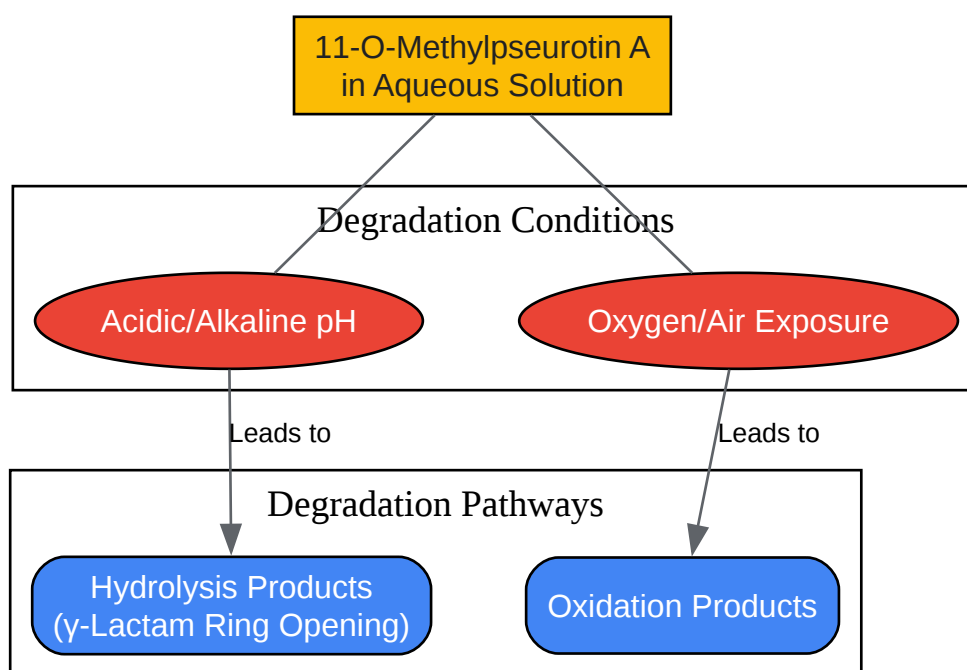 11-O-Methylpseurotin A
in Aqueous Solution
Degradation Conditions
Acidic/Alkaline pH
Oxygen/Air Exposure
Leads to
Leads to
Degradation Pathways
Hydrolysis Products
(γ-Lactam Ring Opening)
Oxidation Products